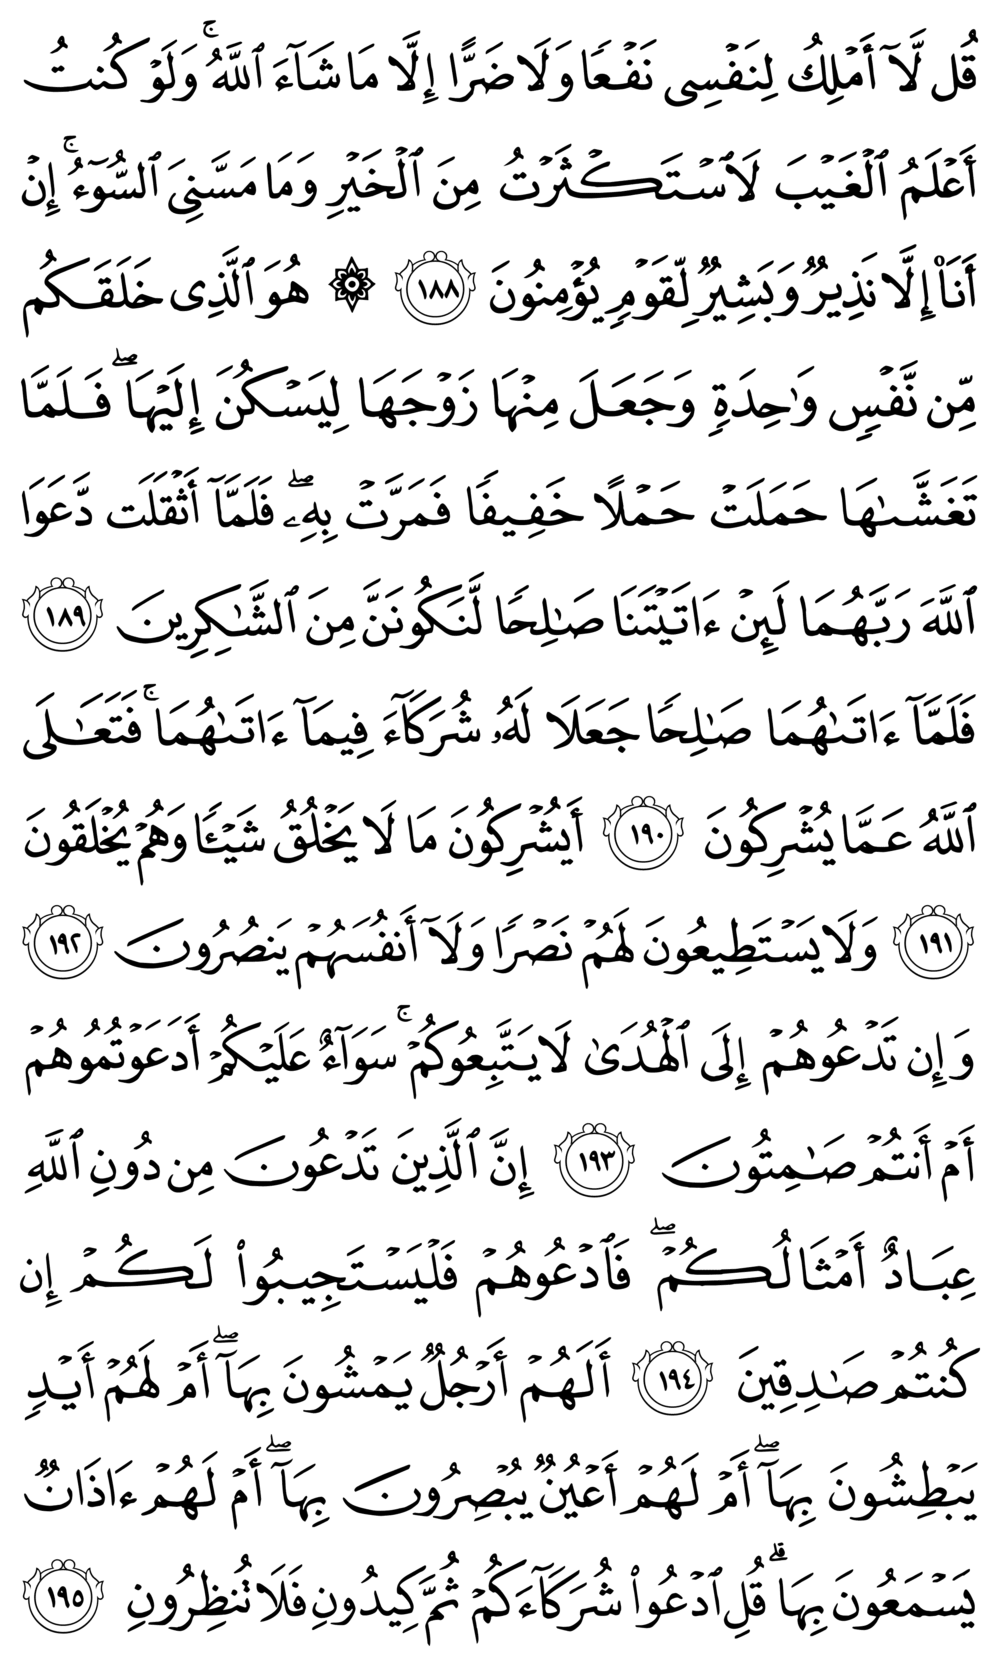 قُل لَّآ أَمۡلِكُ لِنَفۡسِي نَفۡعٗا وَلَا ضَرًّا إِلَّا مَا شَآءَ ٱللَّهُۚ وَلَوۡ كُنتُ
أَعۡلَمُ ٱلۡغَيۡبَ لَٱسۡتَكۡثَرۡتُ مِنَ ٱلۡخَيۡرِ وَمَا مَسَّنِيَ ٱلسُّوٓءُۚ إِنۡ
أَنَا۠ إِلَّا نَذِيرٞ وَبَشِيرٞ لِّقَوۡمٖ يُؤۡمِنُونَ ١٨٨ ۞ هُوَ ٱلَّذِي خَلَقَكُم
مِّن نَّفۡسٖ وَٰحِدَةٖ وَجَعَلَ مِنۡهَا زَوۡجَهَا لِيَسۡكُنَ إِلَيۡهَاۖ فَلَمَّا
تَغَشَّىٰهَا حَمَلَتۡ حَمۡلًا خَفِيفٗا فَمَرَّتۡ بِهِۦۖ فَلَمَّآ أَثۡقَلَت دَّعَوَا
ٱللَّهَ رَبَّهُمَا لَئِنۡ ءَاتَيۡتَنَا صَٰلِحٗا لَّنَكُونَنَّ مِنَ ٱلشَّٰكِرِينَ ١٨٩
فَلَمَّآ ءَاتَىٰهُمَا صَٰلِحٗا جَعَلَا لَهُۥ شُرَكَآءَ فِيمَآ ءَاتَىٰهُمَاۚ فَتَعَٰلَى
ٱللَّهُ عَمَّا يُشۡرِكُونَ ١٩٠ أَيُشۡرِكُونَ مَا لَا يَخۡلُقُ شَيۡـٔٗا وَهُمۡ يُخۡلَقُونَ
١٩١ وَلَا يَسۡتَطِيعُونَ لَهُمۡ نَصۡرٗا وَلَآ أَنفُسَهُمۡ يَنصُرُونَ ١٩٢
وَإِن تَدۡعُوهُمۡ إِلَى ٱلۡهُدَىٰ لَا يَتَّبِعُوكُمۡۚ سَوَآءٌ عَلَيۡكُمۡ أَدَعَوۡتُمُوهُمۡ
أَمۡ أَنتُمۡ صَٰمِتُونَ ١٩٣ إِنَّ ٱلَّذِينَ تَدۡعُونَ مِن دُونِ ٱللَّهِ
عِبَادٌ أَمۡثَالُكُمۡۖ فَٱدۡعُوهُمۡ فَلۡيَسۡتَجِيبُواْ لَكُمۡ إِن
كُنتُمۡ صَٰدِقِينَ ١٩٤ أَلَهُمۡ أَرۡجُلٞ يَمۡشُونَ بِهَآۖ أَمۡ لَهُمۡ أَيۡدٖ
يَبۡطِشُونَ بِهَآۖ أَمۡ لَهُمۡ أَعۡيُنٞ يُبۡصِرُونَ بِهَآۖ أَمۡ لَهُمۡ ءَاذَانٞ
يَسۡمَعُونَ بِهَاۗ قُلِ ٱدۡعُواْ شُرَكَآءَكُمۡ ثُمَّ كِيدُونِ فَلَا تُنظِرُونِ ١٩٥